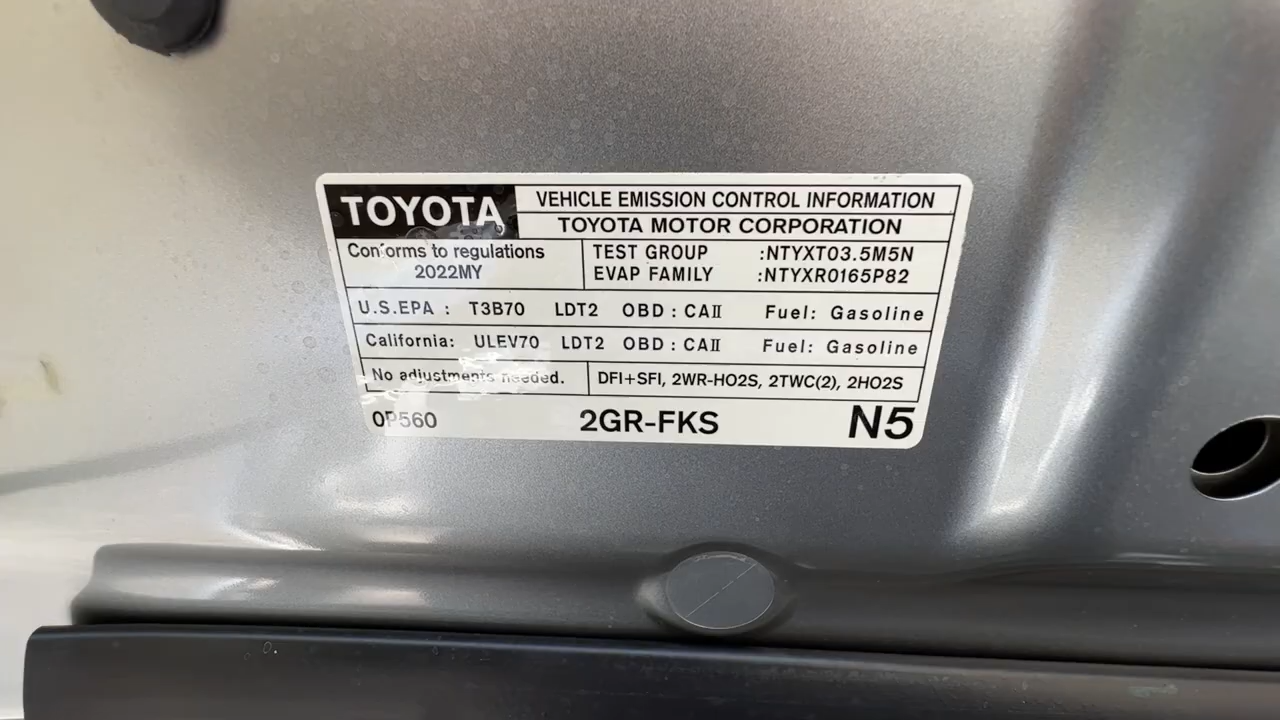 TOYOTA
VEHICLE EMISSION CONTROL INFORMATION
TOYOTA MOTOR CORPORATION
Conforms to regulations
2022MY
TEST GROUP :NTYXT03.5M5N
EVAP FAMILY :NTYXR0165P82
U.S.EPA : T3B70 LDT2 OBD : CAII Fuel: Gasoline
California: ULEV70 LDT2 OBD : CAII Fuel: Gasoline
No adjustments needed.
DFI+SFI, 2WR-HO2S, 2TWC(2), 2HO2S
0P560 2GR-FKS N5